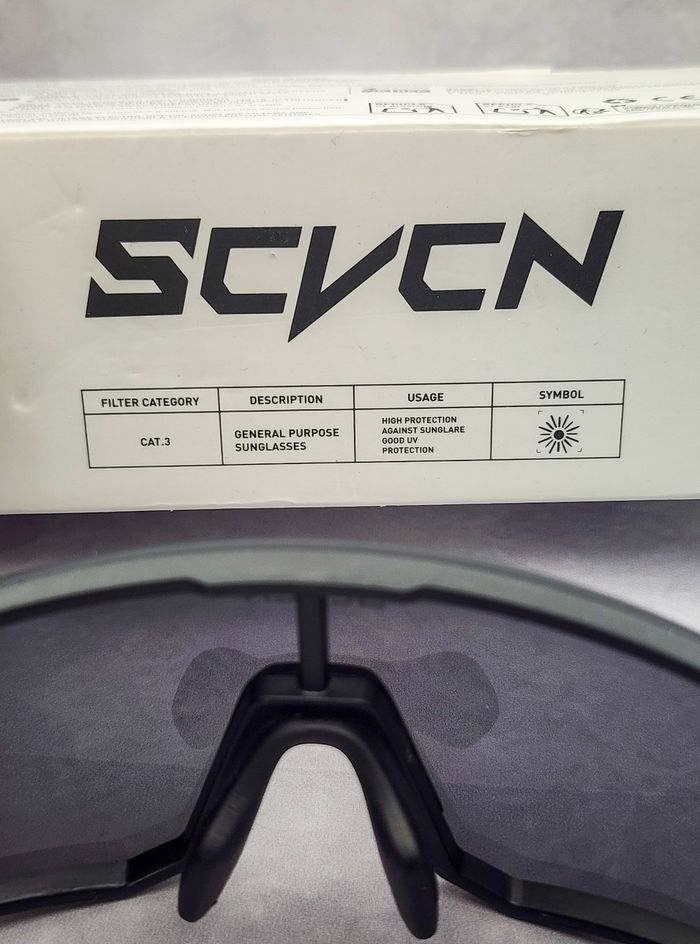 SCVCN
FILTER CATEGORY DESCRIPTION USAGE SYMBOL
CAT.3
GENERAL PURPOSE
SUNGLASSES
HIGH PROTECTION
AGAINST SUNGLARE
GOOD UV
PROTECTION